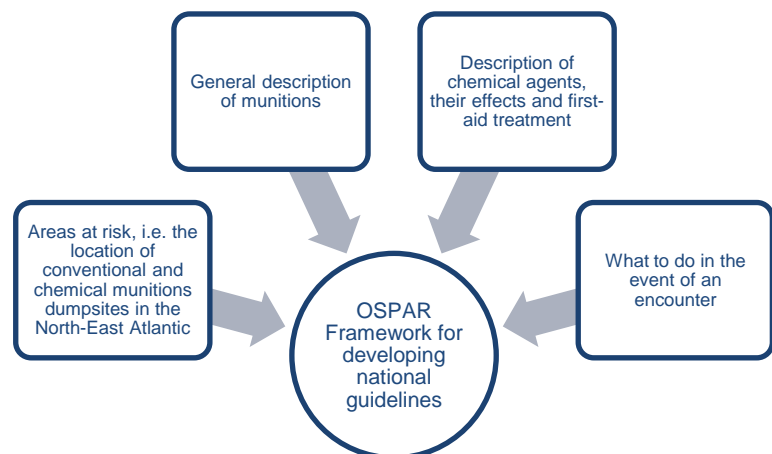 General description
of munitions
Description of
chemical agents,
their effects and first-
aid treatment
Areas at risk, i.e. the
location of
conventional and
chemical munitions
dumpsites in the
North-East Atlantic
What to do in the
event of an
encounter
OSPAR
Framework for
developing
national
guidelines